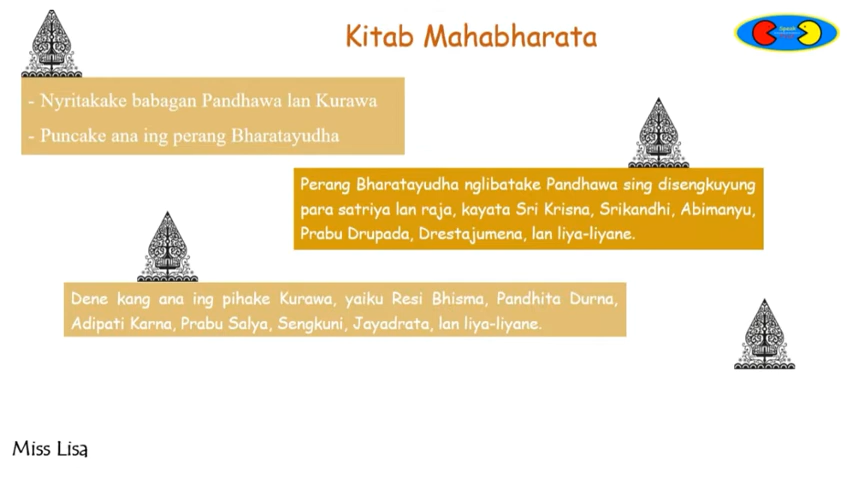 Kitab Mahabharata
- Nyritakake babagan Pandhawa lan Kurawa
- Puncake ana ing perang Bharatayudha
Perang Bharatayudha nglibatake Pandhawa sing disengkuyung
para satriya lan raja, kayata Sri Krisna, Srikandhi, Abimanyu,
Prabu Drupada, Drestajumena, lan liya-liyane.
Dene kang ana ing pihake Kurawa, yaiku Resi Bhisma, Pandhita Durna,
Adipati Karna, Prabu Salya, Sengkuni, Jayadrata, lan liya-liyane.
Miss Lisa